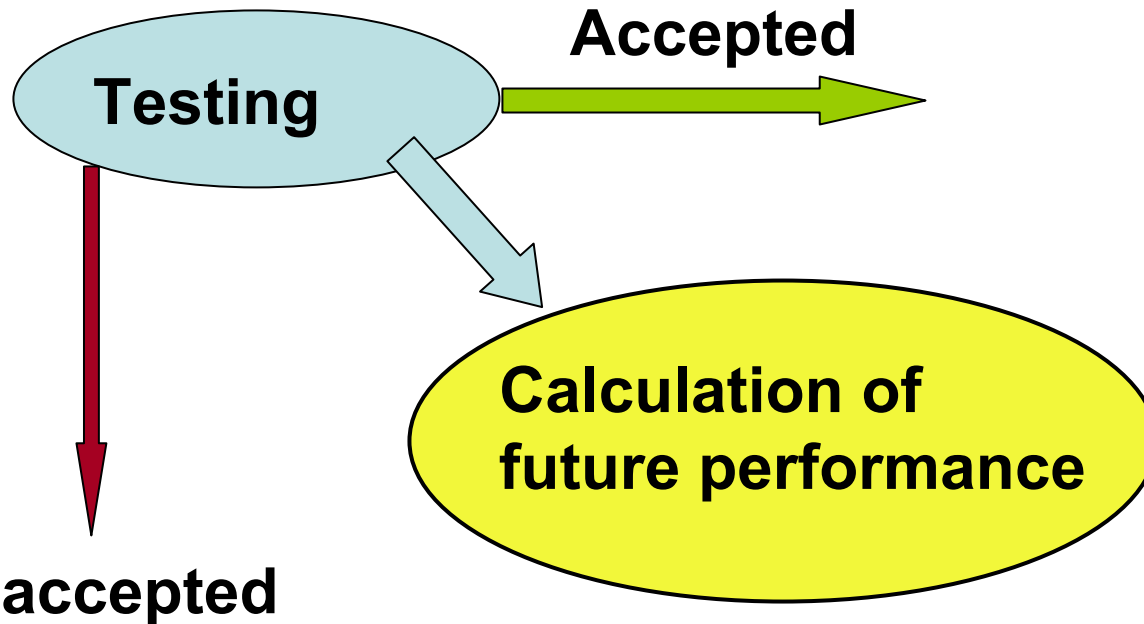 Accepted
Testing
Calculation of
future performance
accepted